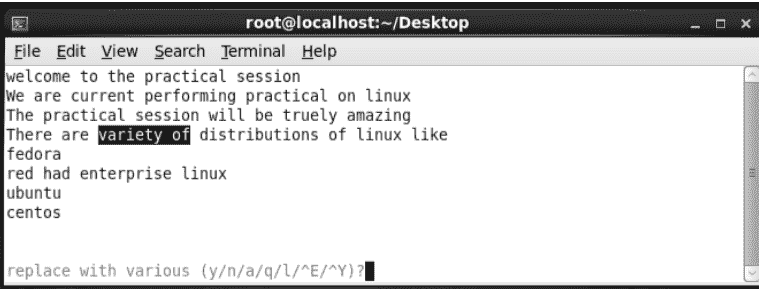 root@localhost:~/Desktop
File Edit View Search Terminal Help
welcome to the practical session
We are current performing practical on linux
The practical session will be truely amazing
There are variety of distributions of linux like
fedora
red had enterprise linux
ubuntu
centos
replace with various (y/n/a/q/l/^E/^Y)?